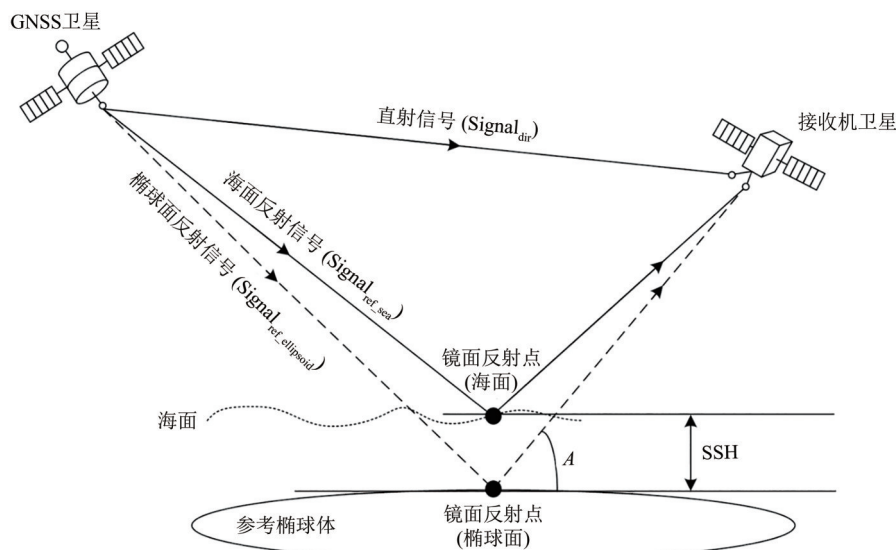 GNSS卫星
直射信号 (Signal_dir)
接收机卫星
海面反射信号 (Signal_ref_sea)
椭球面反射信号 (Signal_ref_ellipsoid)
镜面反射点
(海面)
海面
A
SSH
参考椭球体
镜面反射点
(椭球面)